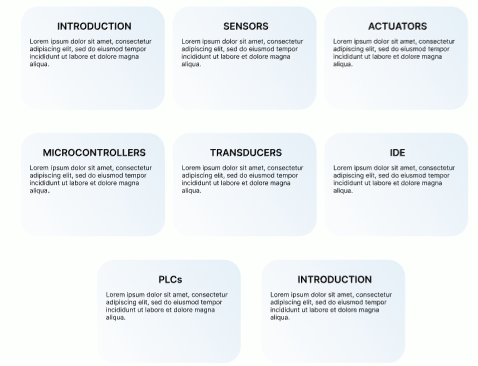 INTRODUCTION
Lorem ipsum dolor sit amet, consectetur
adipiscing elit, sed do eiusmod tempor
incididunt ut labore et dolore magna
aliqua.
SENSORS
Lorem ipsum dolor sit amet, consectetur
adipiscing elit, sed do eiusmod tempor
incididunt ut labore et dolore magna
aliqua.
ACTUATORS
Lorem ipsum dolor sit amet, consectetur
adipiscing elit, sed do eiusmod tempor
incididunt ut labore et dolore magna
aliqua.
MICROCONTROLLERS
Lorem ipsum dolor sit amet, consectetur
adipiscing elit, sed do eiusmod tempor
incididunt ut labore et dolore magna
aliqua.
TRANSDUCERS
Lorem ipsum dolor sit amet, consectetur
adipiscing elit, sed do eiusmod tempor
incididunt ut labore et dolore magna
aliqua.
IDE
Lorem ipsum dolor sit amet, consectetur
adipiscing elit, sed do eiusmod tempor
incididunt ut labore et dolore magna
aliqua.
PLCs
Lorem ipsum dolor sit amet, consectetur
adipiscing elit, sed do eiusmod tempor
incididunt ut labore et dolore magna
aliqua.
INTRODUCTION
Lorem ipsum dolor sit amet, consectetur
adipiscing elit, sed do eiusmod tempor
incididunt ut labore et dolore magna
aliqua.